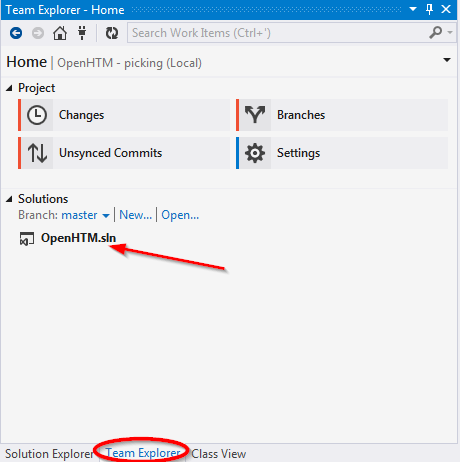 Team Explorer - Home
Search Work Items (Ctrl+')
Home | OpenHTM - picking (Local)
Project
Changes
Branches
Unsynced Commits
Settings
Solutions
Branch: master | New... | Open...
OpenHTM.sln
Solution Explorer Team Explorer Class View